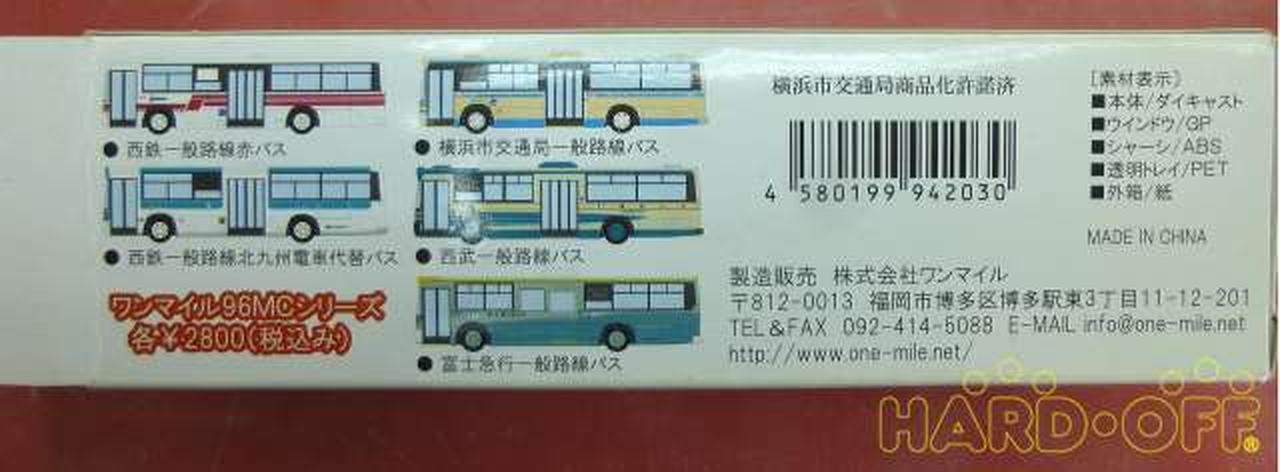 ● 西鉄一般路線赤バス
● 西鉄一般路線北九州電車代替バス
ワンマイル96MCシリーズ
各￥2800(税込み)
● 横浜市交通局一般路線バス
● 西武一般路線バス
● 富士急行一般路線バス
横浜市交通局商品化許諾済
4 580199 942030
[素材表示]
■本体/ダイキャスト
■ウインドウ/GP
■シャーシ/ABS
■透明トレイ/PET
■外箱/紙
MADE IN CHINA
製造販売 株式会社ワンマイル
〒812-0013 福岡市博多区博多駅東3丁目11-12-201
TEL&FAX 092-414-5088 E-MAIL info@one-mile.net
http://www.one-mile.net/
HARD・OFF®